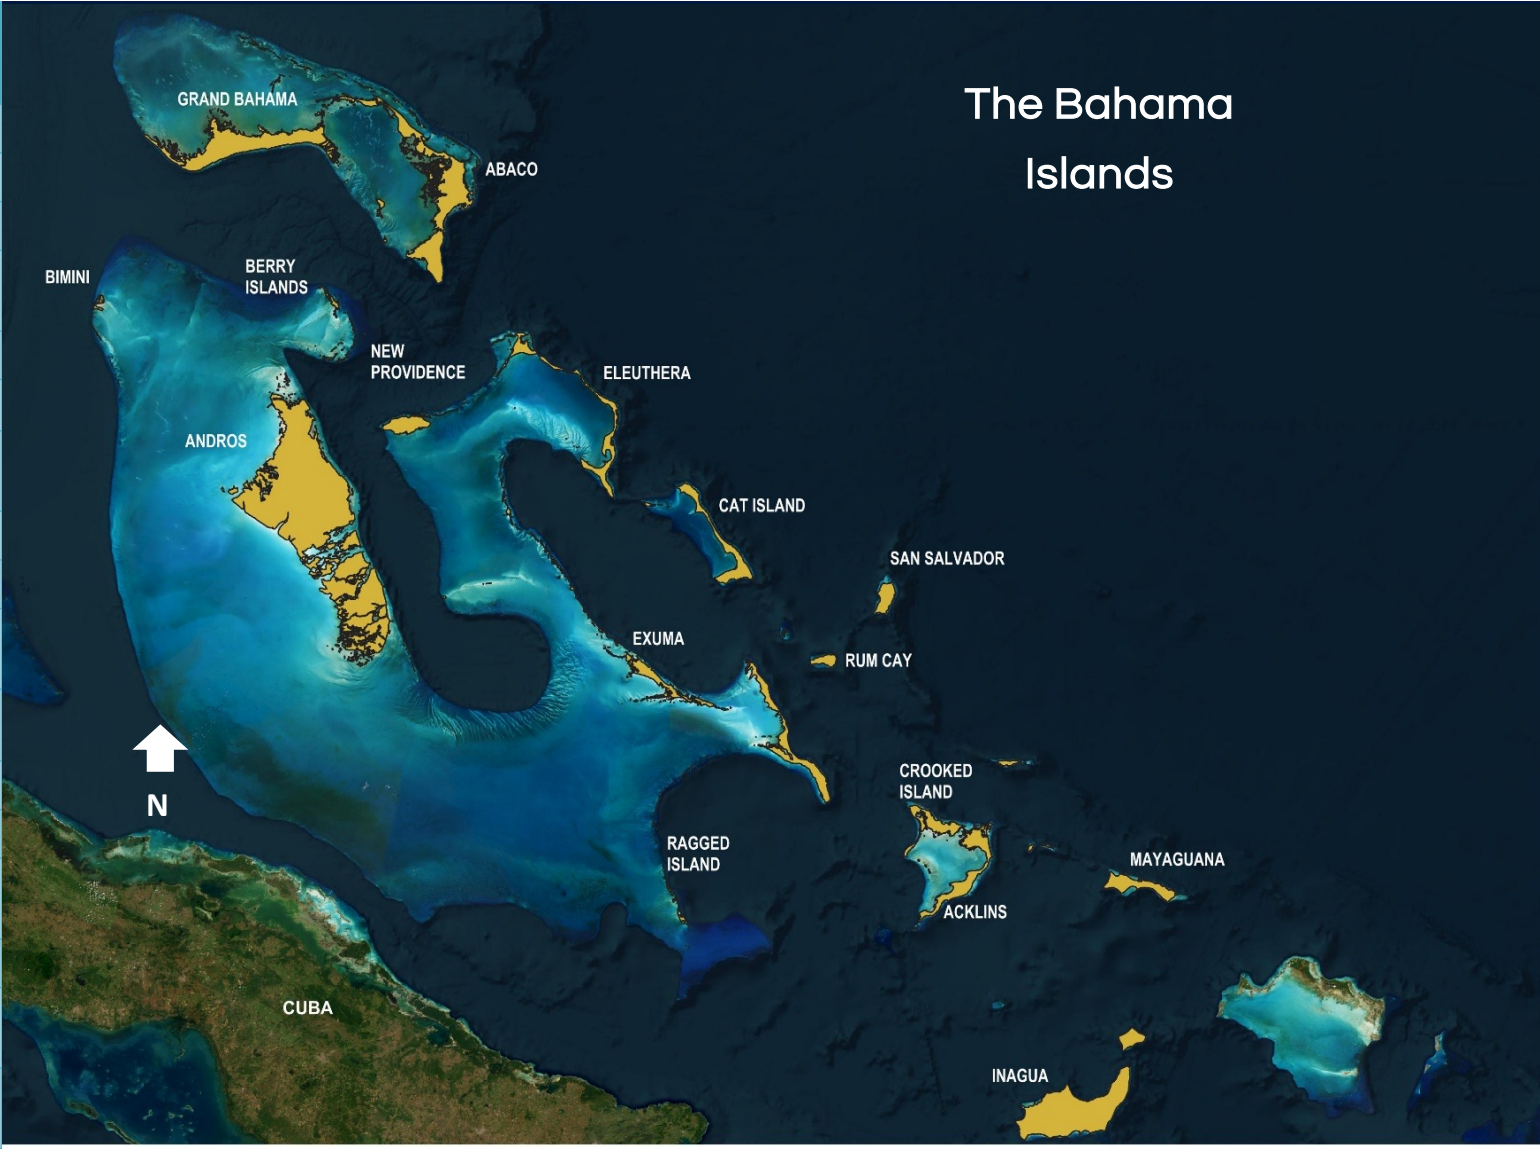 The Bahama
Islands
GRAND BAHAMA
ABACO
BIMINI
BERRY
ISLANDS
NEW
PROVIDENCE
ELEUTHERA
ANDROS
CAT ISLAND
SAN SALVADOR
EXUMA
RUM CAY
N
CROOKED
ISLAND
RAGGED
ISLAND
MAYAGUANA
ACKLINS
CUBA
INAGUA